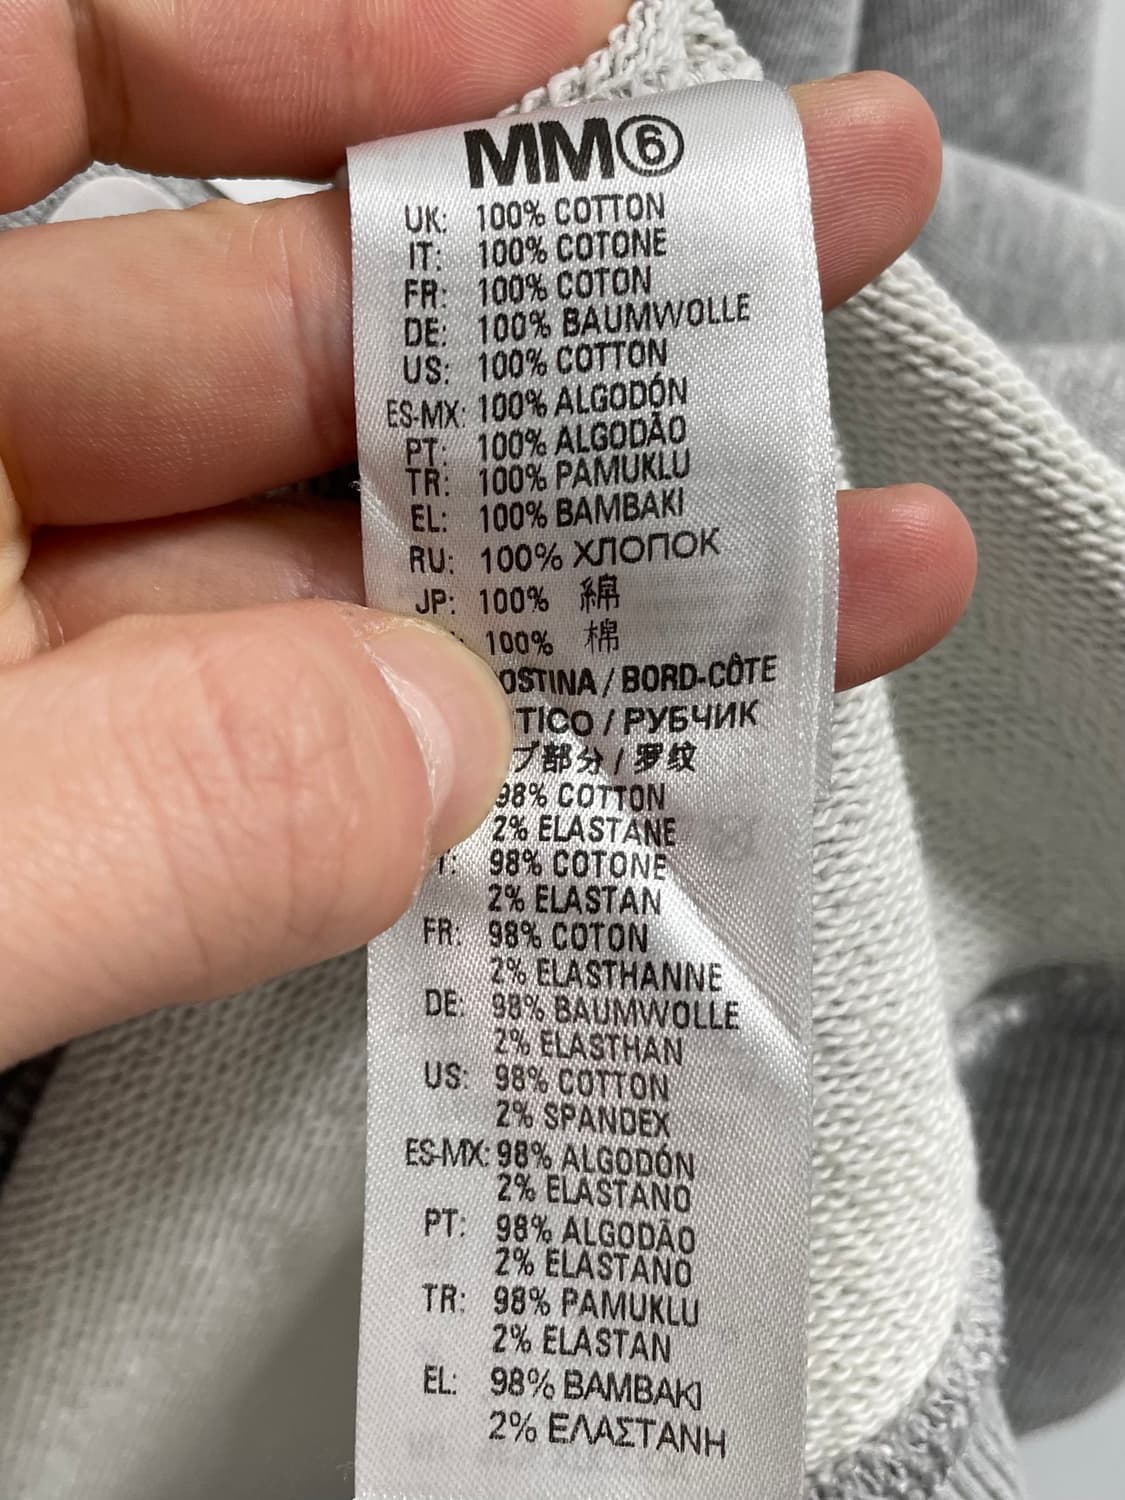 MM⑥
UK: 100% COTTON
IT: 100% COTONE
FR: 100% COTON
DE: 100% BAUMWOLLE
US: 100% COTTON
ES-MX: 100% ALGODÓN
PT: 100% ALGODÃO
TR: 100% PAMUKLU
EL: 100% BAMBAKI
RU: 100% ХЛОПОК
JP: 100% 綿
100% 棉
OSTINA / BORD-CÔTE
TICO / РУБЧИК
ブ部分 / 罗纹
98% COTTON
2% ELASTANE
T: 98% COTONE
2% ELASTAN
FR: 98% COTON
2% ELASTHANNE
DE: 98% BAUMWOLLE
2% ELASTHAN
US: 98% COTTON
2% SPANDEX
ES-MX: 98% ALGODÓN
2% ELASTANO
PT: 98% ALGODÃO
2% ELASTANO
TR: 98% PAMUKLU
2% ELASTAN
EL: 98% BAMBAKI
2% ΕΛΑΣΤΑΝΗ